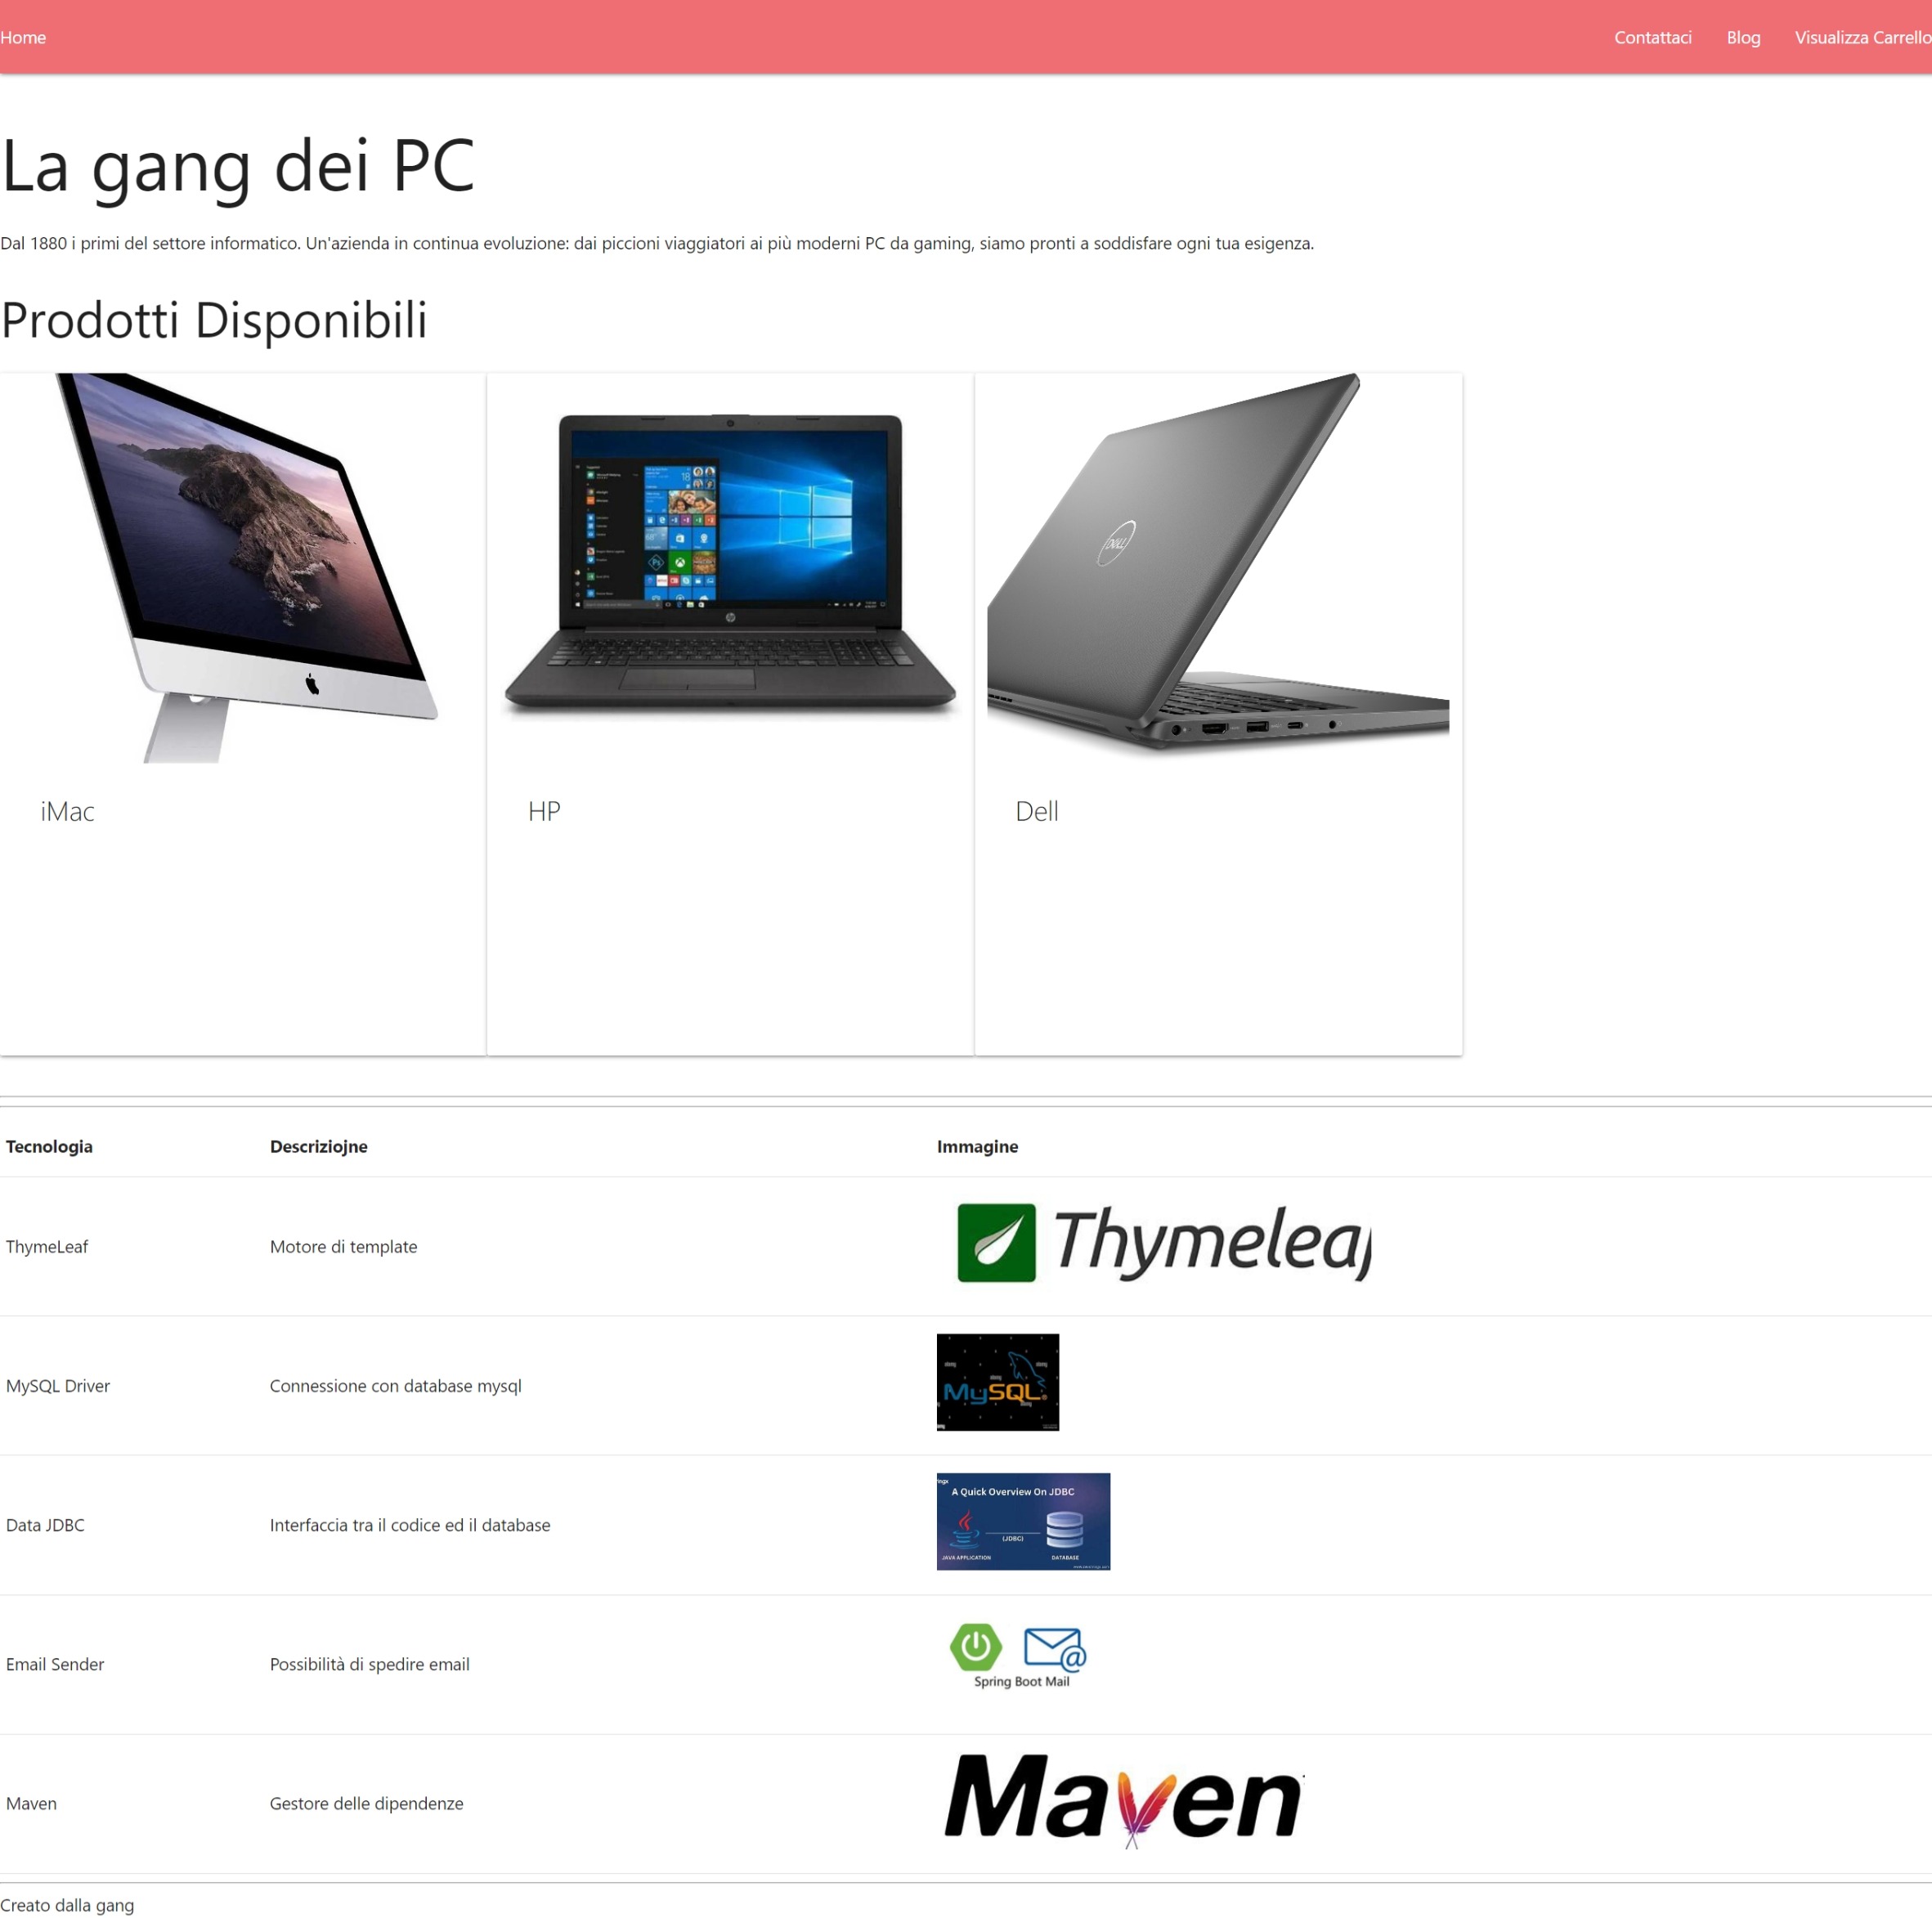 Home Contattaci Blog Visualizza Carrello
La gang dei PC
Dal 1880 i primi del settore informatico. Un'azienda in continua evoluzione: dai piccioni viaggiatori ai più moderni PC da gaming, siamo pronti a soddisfare ogni tua esigenza.
Prodotti Disponibili
DELL
iMac HP Dell
Tecnologia Descriziojne Immagine
ThymeLeaf Motore di template Thymeleaf
MySQL Driver Connessione con database mysql MySQL
A Quick Overview On JDBC
Data JDBC Interfaccia tra il codice ed il database
(JDBC)
JAVA APPLICATION DATABASE
Email Sender Possibilità di spedire email
Spring Boot Mail
Maven Gestore delle dipendenze Maven
Creato dalla gang